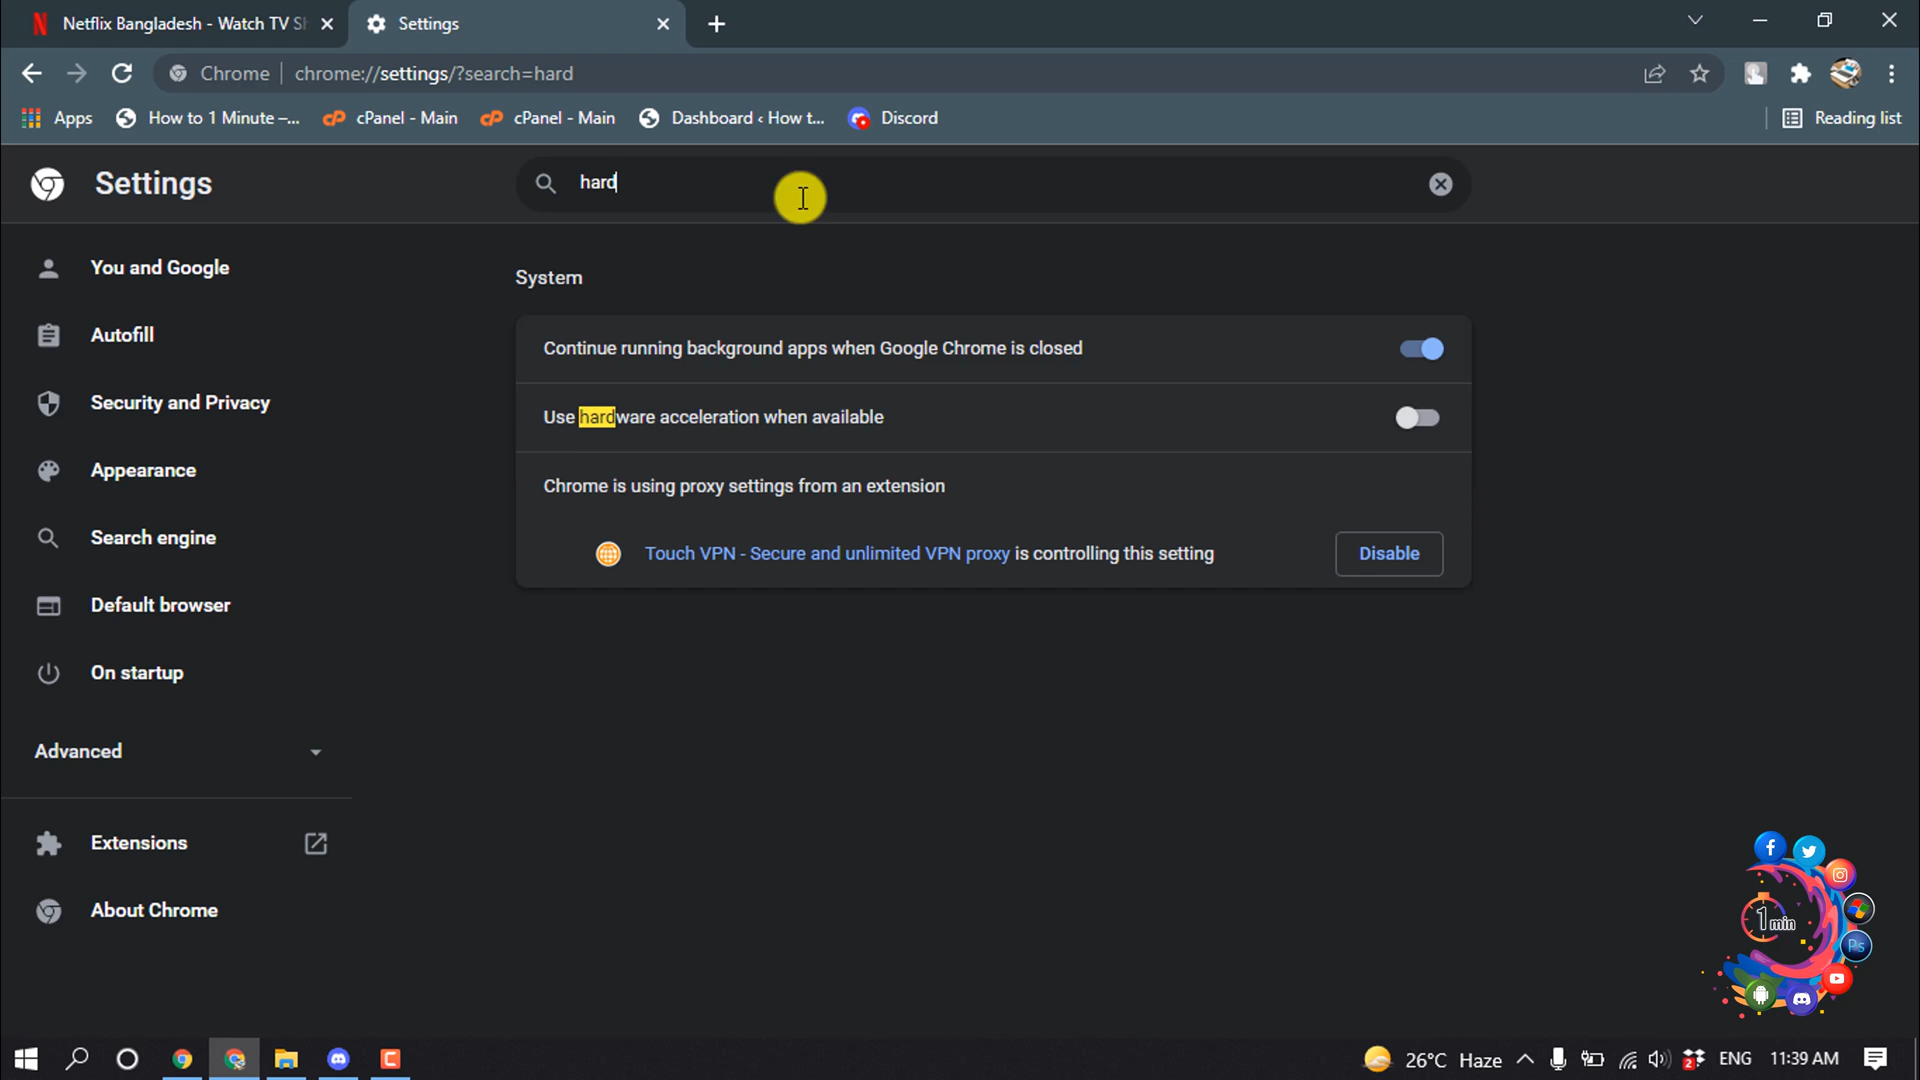 Netflix Bangladesh - Watch TV Sh
Settings
Chrome
chrome://settings/?search=hard
Apps
How to 1 Minute –...
cPanel - Main
cPanel - Main
Dashboard ‹ How t...
Discord
Reading list
Settings
hard
You and Google
Autofill
Security and Privacy
Appearance
Search engine
Default browser
On startup
Advanced
Extensions
About Chrome
System
Continue running background apps when Google Chrome is closed
Use hardware acceleration when available
Chrome is using proxy settings from an extension
Touch VPN - Secure and unlimited VPN proxy is controlling this setting
Disable
1 min
Ps
26°C Haze
2
ENG
11:39 AM